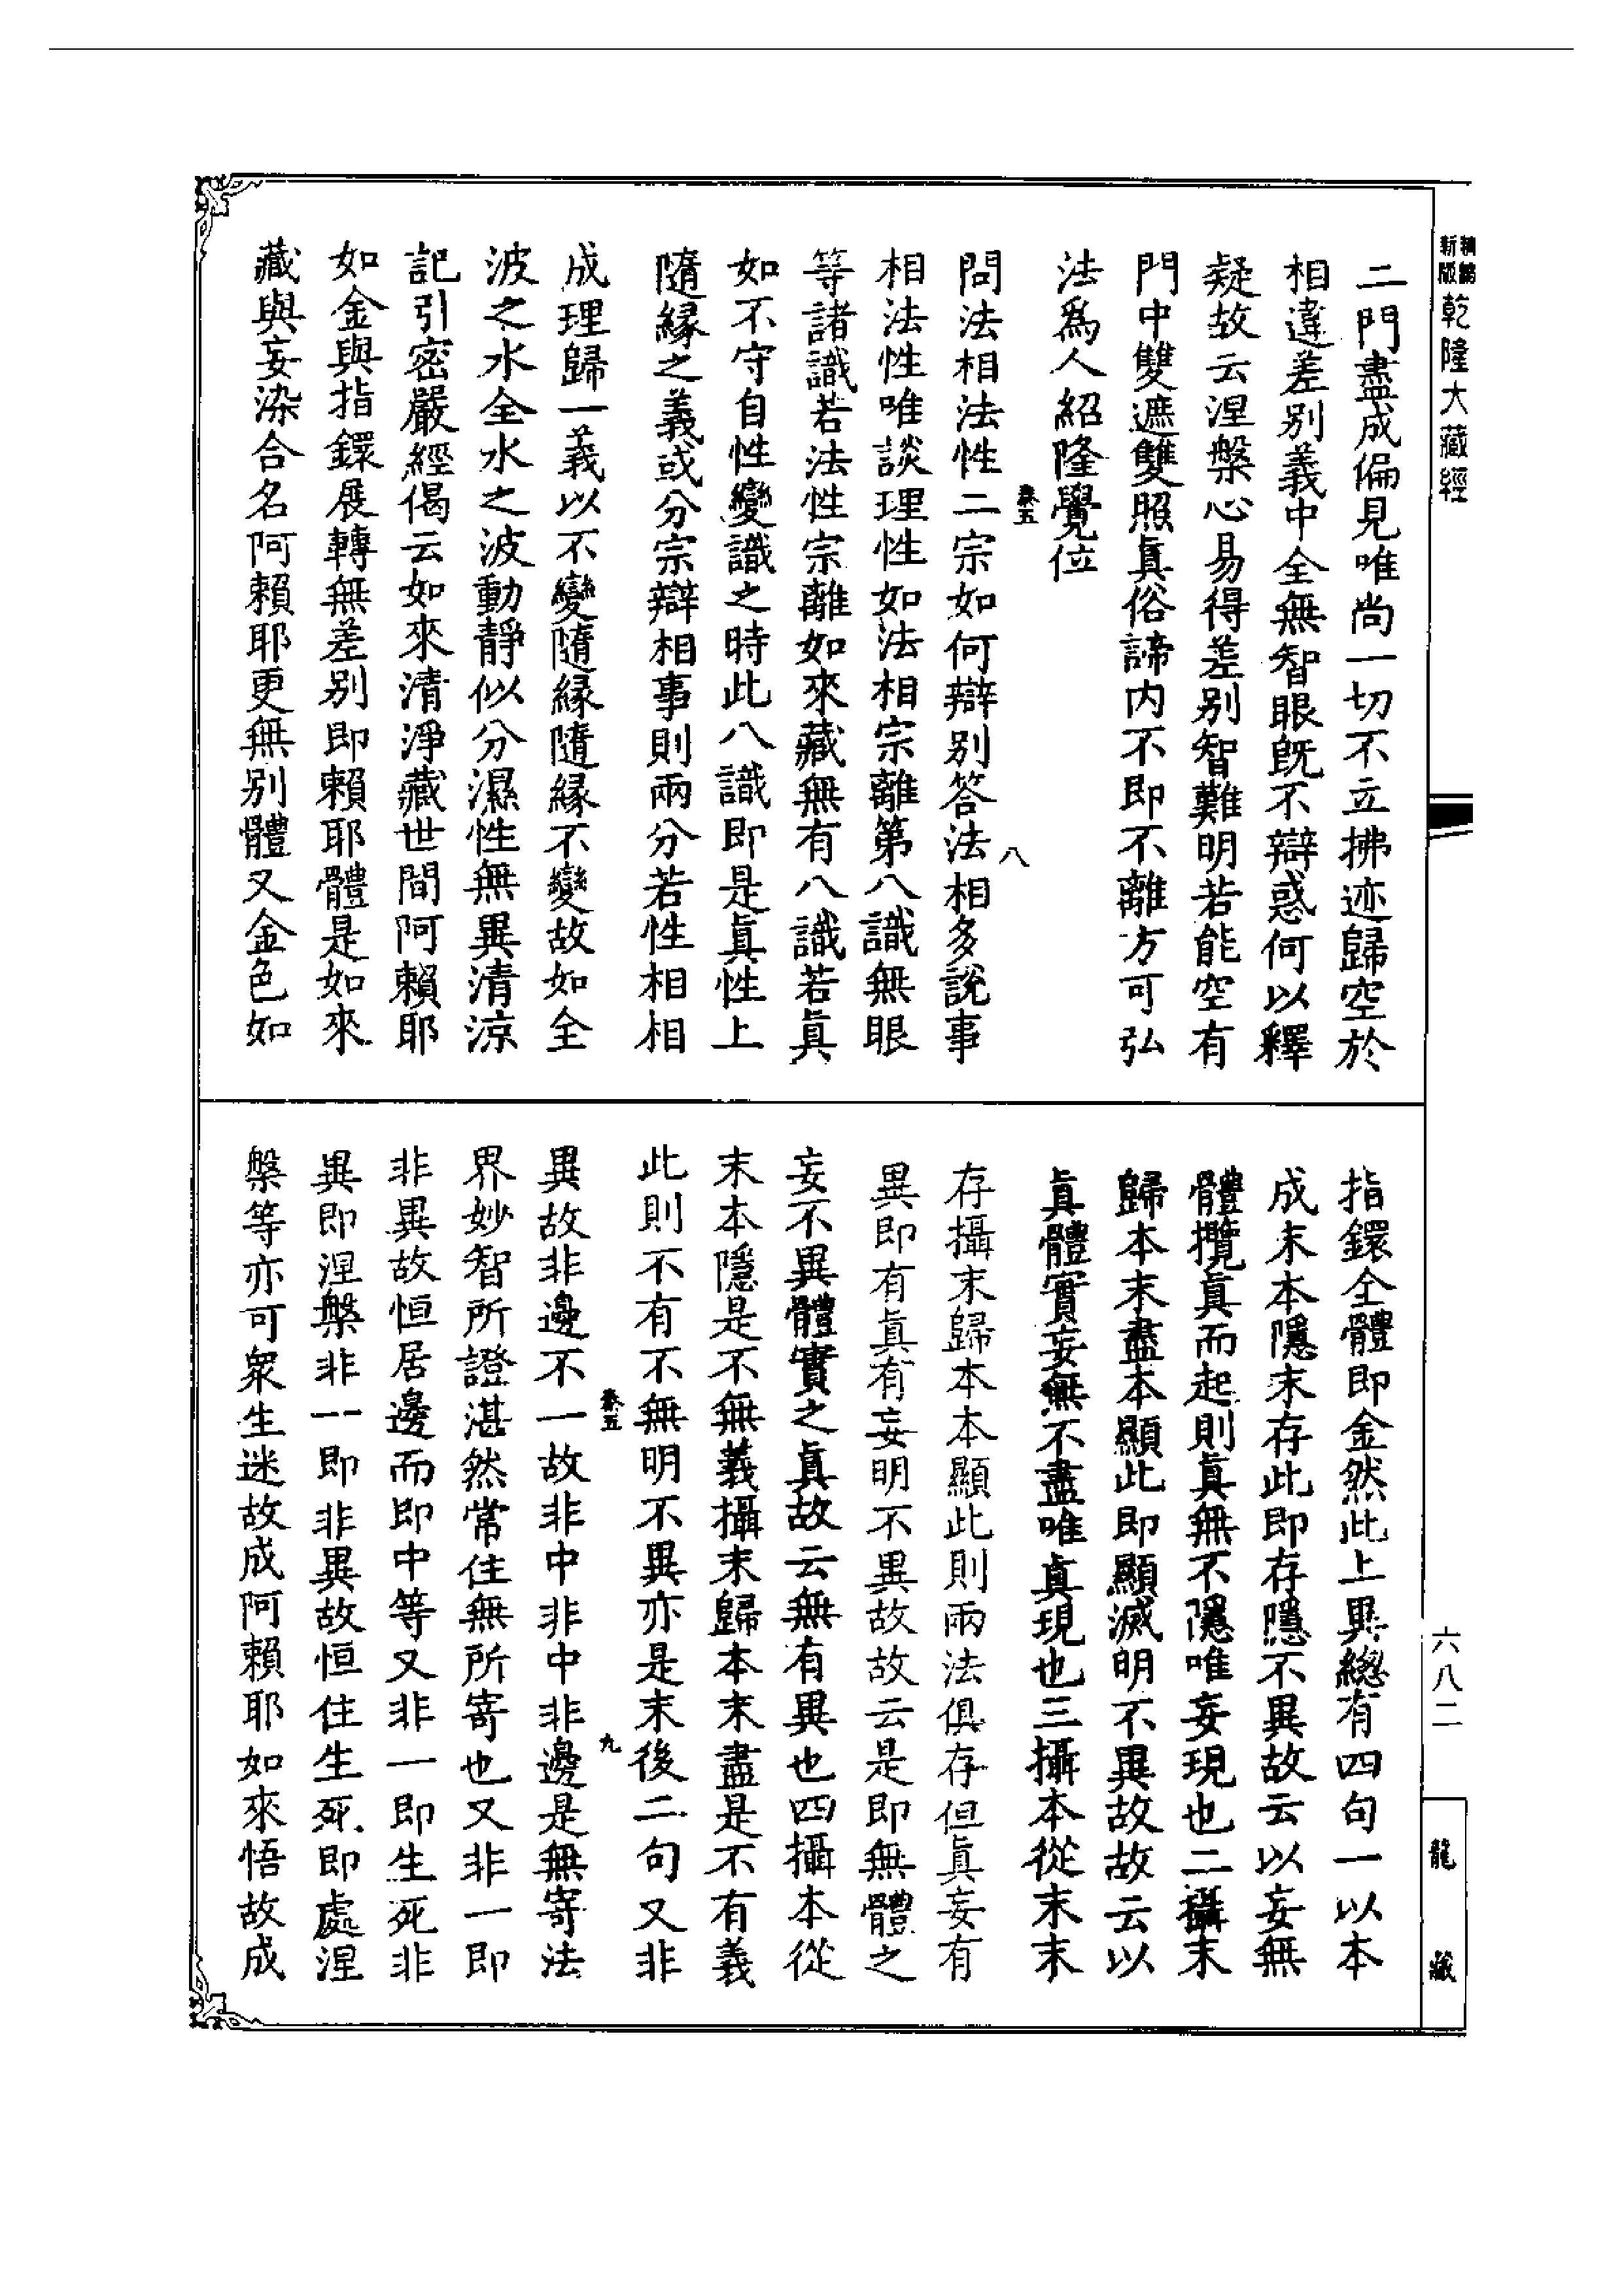 精鏽
新版
乾隆大藏經
二門盡成偏見唯尚一切不立拂迹歸空於
相違差别義中全無智眼旣不辯惑何以釋
疑故云涅槃心易得差别智難明若能空有
門中雙遮雙照眞俗諦内不即不離方可弘
法爲人紹隆覺位
卷五
八
問法相法性二宗如何辯别答法相多說事
相法性唯談理性如法相宗離第八識無眼
等諸識若法性宗離如來藏無有八識若眞
如不守自性變識之時此八識即是眞性上
隨緣之義或分宗辯相事則兩分若性相相
成理歸一義以不變隨緣隨緣不變故如全
波之水全水之波動靜似分濕性無異清涼
記引密嚴經偈云如來清淨藏世間阿賴耶
如金與指鐶展轉無差别即賴耶體是如來
藏與妄染合名阿賴耶更無别體又金色如
指鐶全體即金然此上異總有四句一以本
成末本隱末存此即存隱不異故云以妄無
體攬眞而起則眞無不隱唯妄現也二攝末
歸本末盡本顯此即顯滅明不異故故云以
眞體實妄無不盡唯眞現也三攝本從末末
存攝末歸本本顯此則兩法俱存但眞妄有
異即有眞有妄明不異故故云是即無體之
妄不異體實之眞故云無有異也四攝本從
末本隱是不無義攝末歸本末盡是不有義
此則不有不無明不異亦是末後二句又非
卷五
九
異故非邊不一故非中非中非邊是無寄法
界妙智所證湛然常住無所寄也又非一即
非異故恒居邊而即中等又非一即生死非
異即涅槃非一即非異故恒住生死即處涅
槃等亦可衆生迷故成阿賴耶如來悟故成
六八二
龍
藏